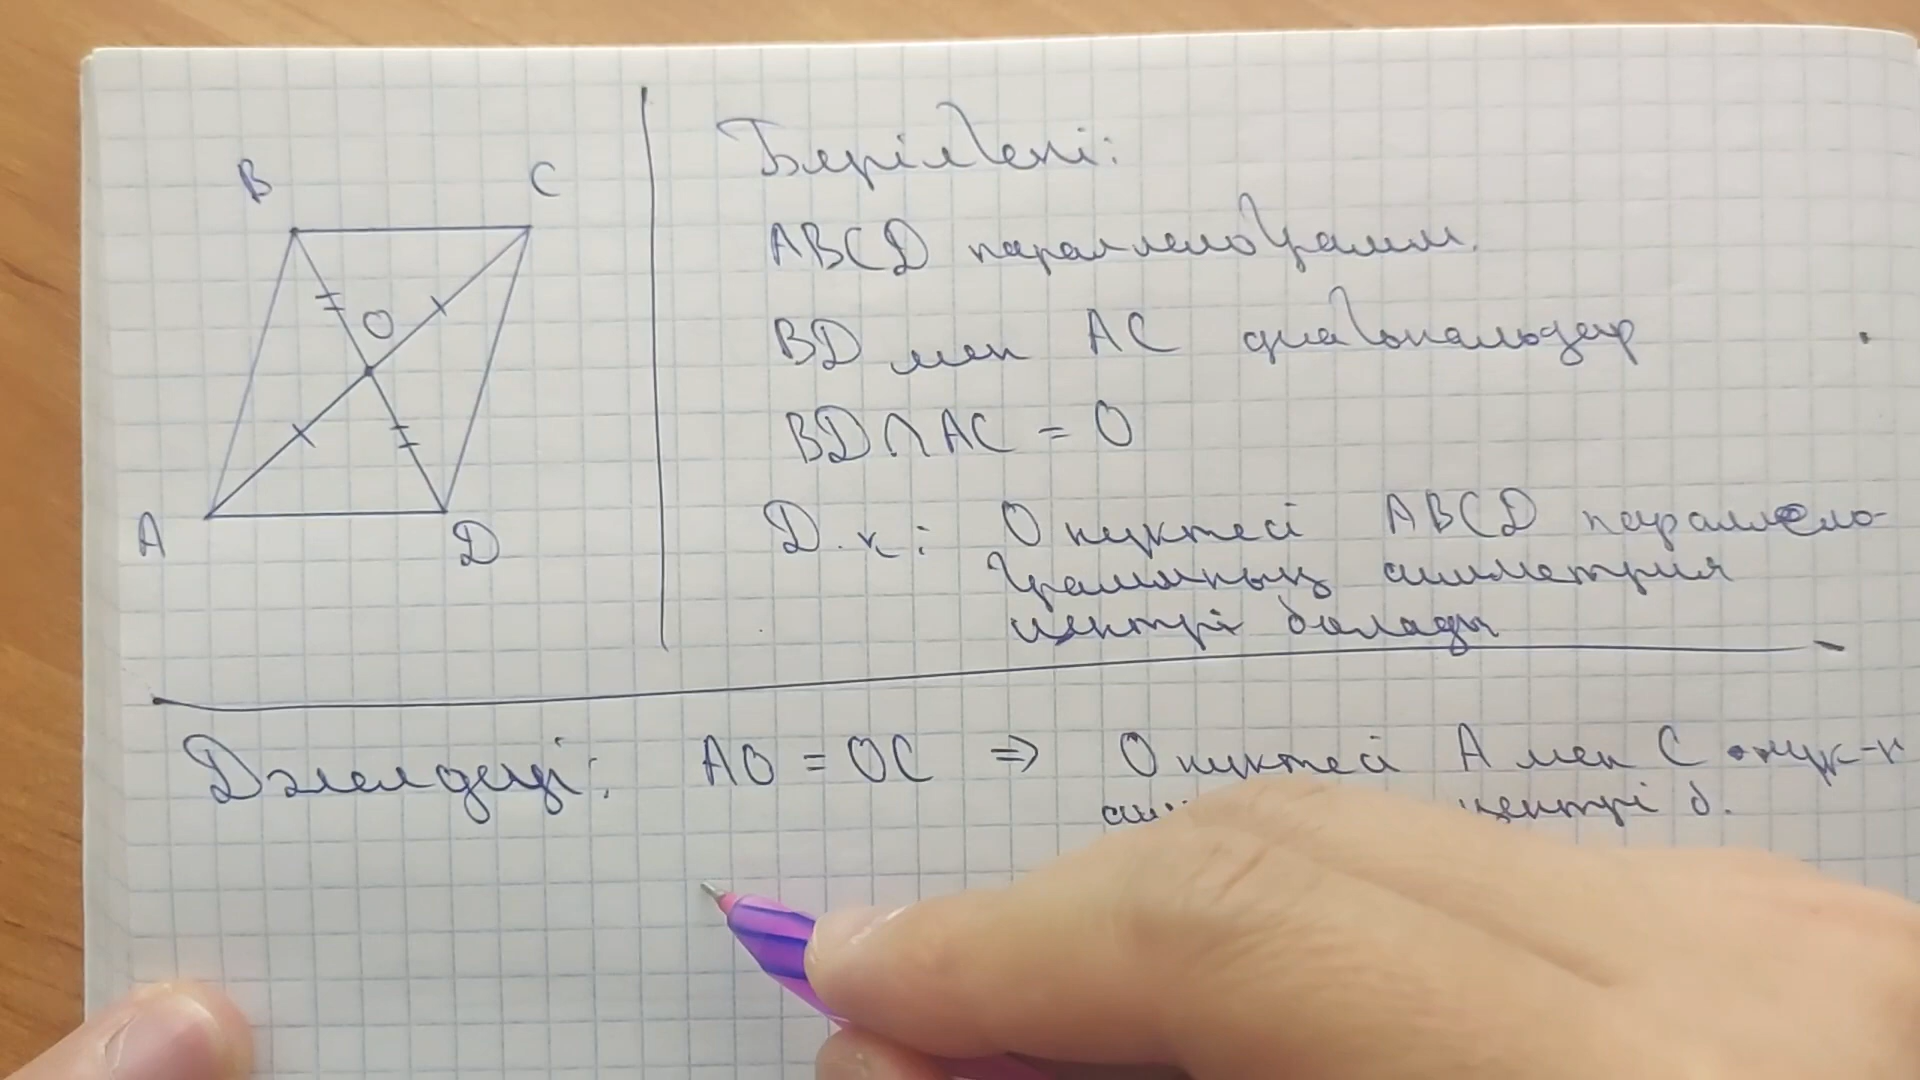 B C
O
A D
Берілгені:
ABCD параллелограмм.
BD мен AC диагональдар
BD∩AC = O
Д.к: O нүктесі ABCD параллело-
грамның симметрия
центрі болады
Дәлелдеуі: AO = OC ⇒ O нүктесі A мен C нүк-н
центрі б.